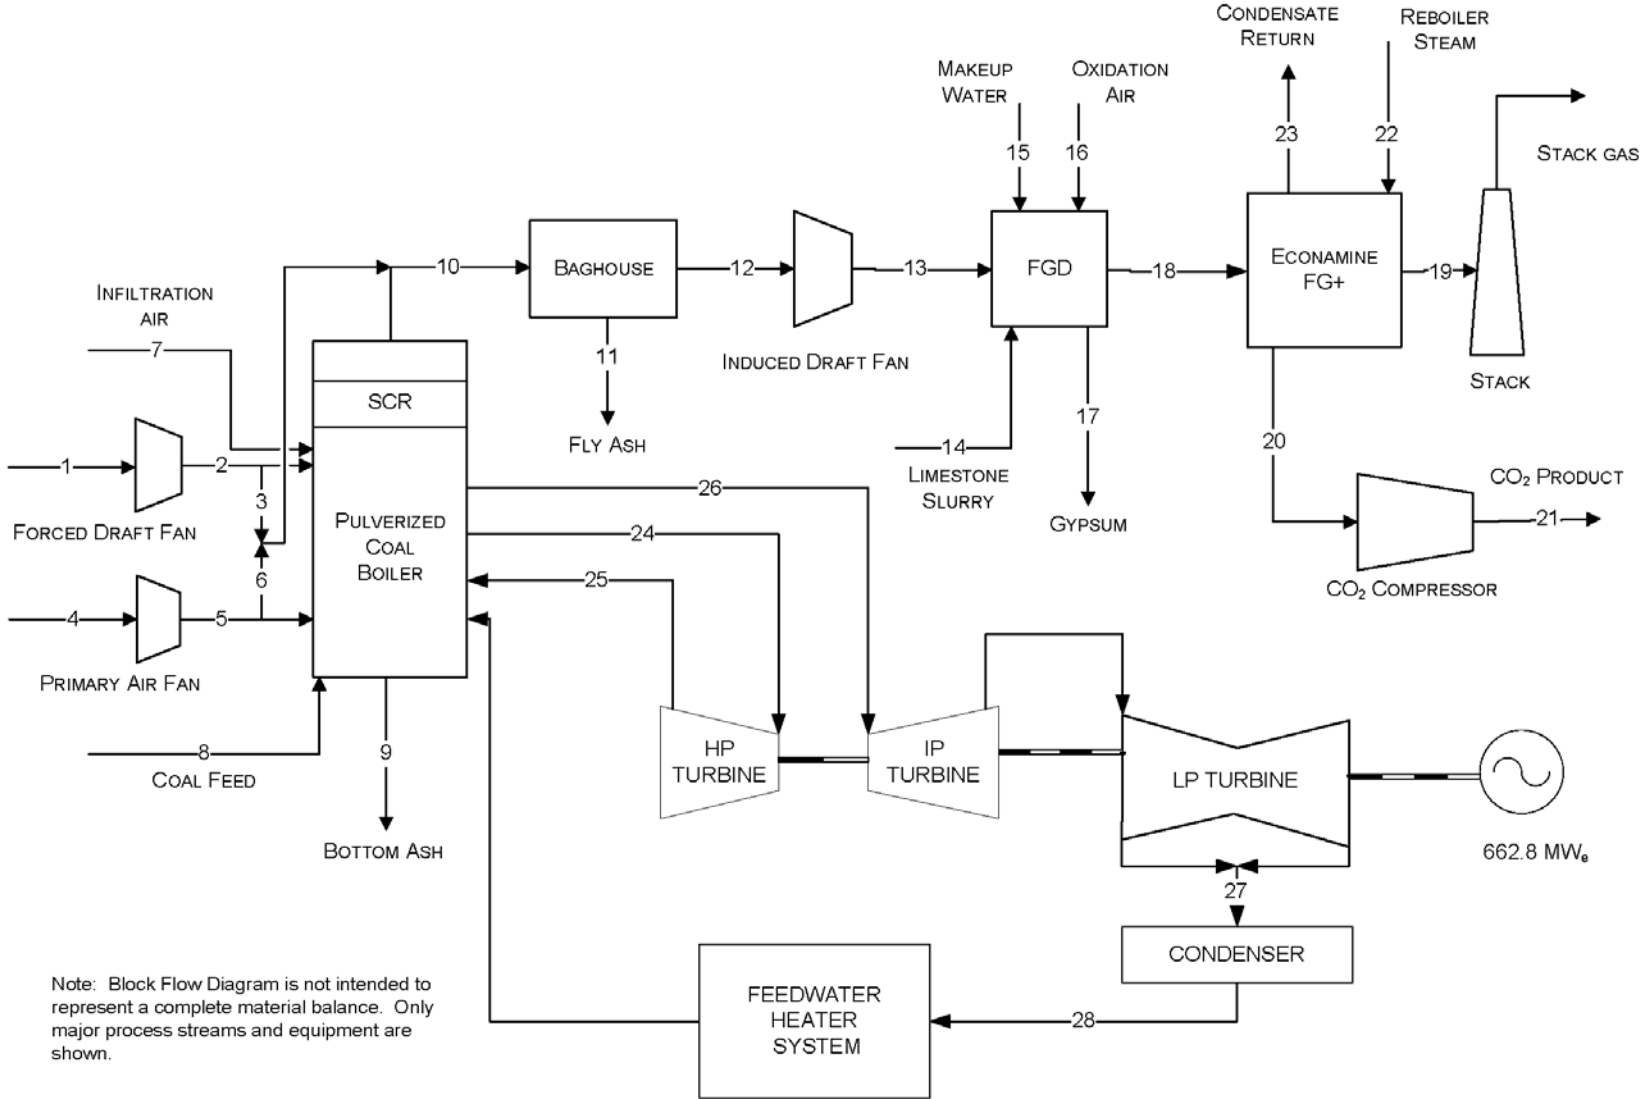 CONDENSATE
RETURN
REBOILER
STEAM
MAKEUP
WATER
OXIDATION
AIR
23
22
15
16
STACK GAS
INFILTRATION
AIR
7
10
BAGHOUSE
12
13
FGD
18
ECONAMINE
FG+
19
INDUCED DRAFT FAN
11
FLY ASH
STACK
SCR
17
14
LIMESTONE
SLURRY
GYPSUM
20
CO2 PRODUCT
21
CO2 COMPRESSOR
1
2
3
FORCED DRAFT FAN
PULVERIZED
COAL
BOILER
26
24
25
6
4
5
PRIMARY AIR FAN
8
COAL FEED
9
BOTTOM ASH
HP
TURBINE
IP
TURBINE
LP TURBINE
662.8 MWe
27
CONDENSER
28
FEEDWATER
HEATER
SYSTEM
Note: Block Flow Diagram is not intended to
represent a complete material balance. Only
major process streams and equipment are
shown.